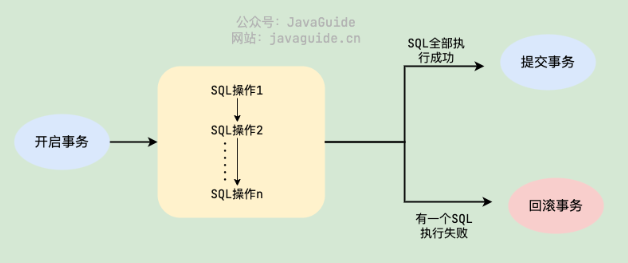 公众号：JavaGuide
网站：javaguide.cn
开启事务
SQL操作1
SQL操作2
SQL操作n
SQL全部执
行成功
提交事务
有一个SQL
执行失败
回滚事务